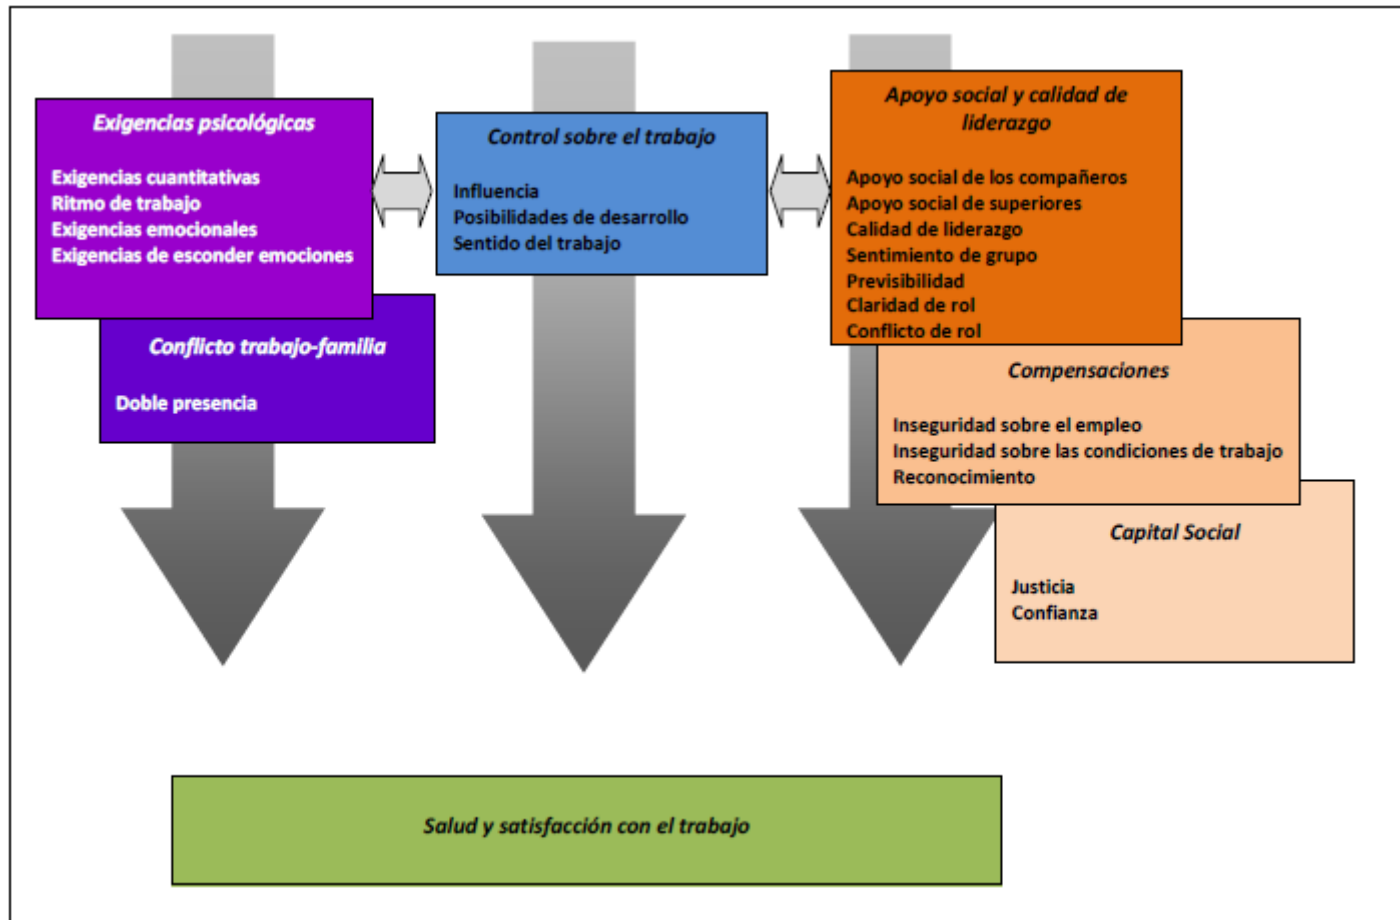 Exigencias psicológicas
Exigencias cuantitativas
Ritmo de trabajo
Exigencias emocionales
Exigencias de esconder emociones
Conflicto trabajo-familia
Doble presencia
Control sobre el trabajo
Influencia
Posibilidades de desarrollo
Sentido del trabajo
Apoyo social y calidad de
liderazgo
Apoyo social de los compañeros
Apoyo social de superiores
Calidad de liderazgo
Sentimiento de grupo
Previsibilidad
Claridad de rol
Conflicto de rol
Compensaciones
Inseguridad sobre el empleo
Inseguridad sobre las condiciones de trabajo
Reconocimiento
Capital Social
Justicia
Confianza
Salud y satisfacción con el trabajo